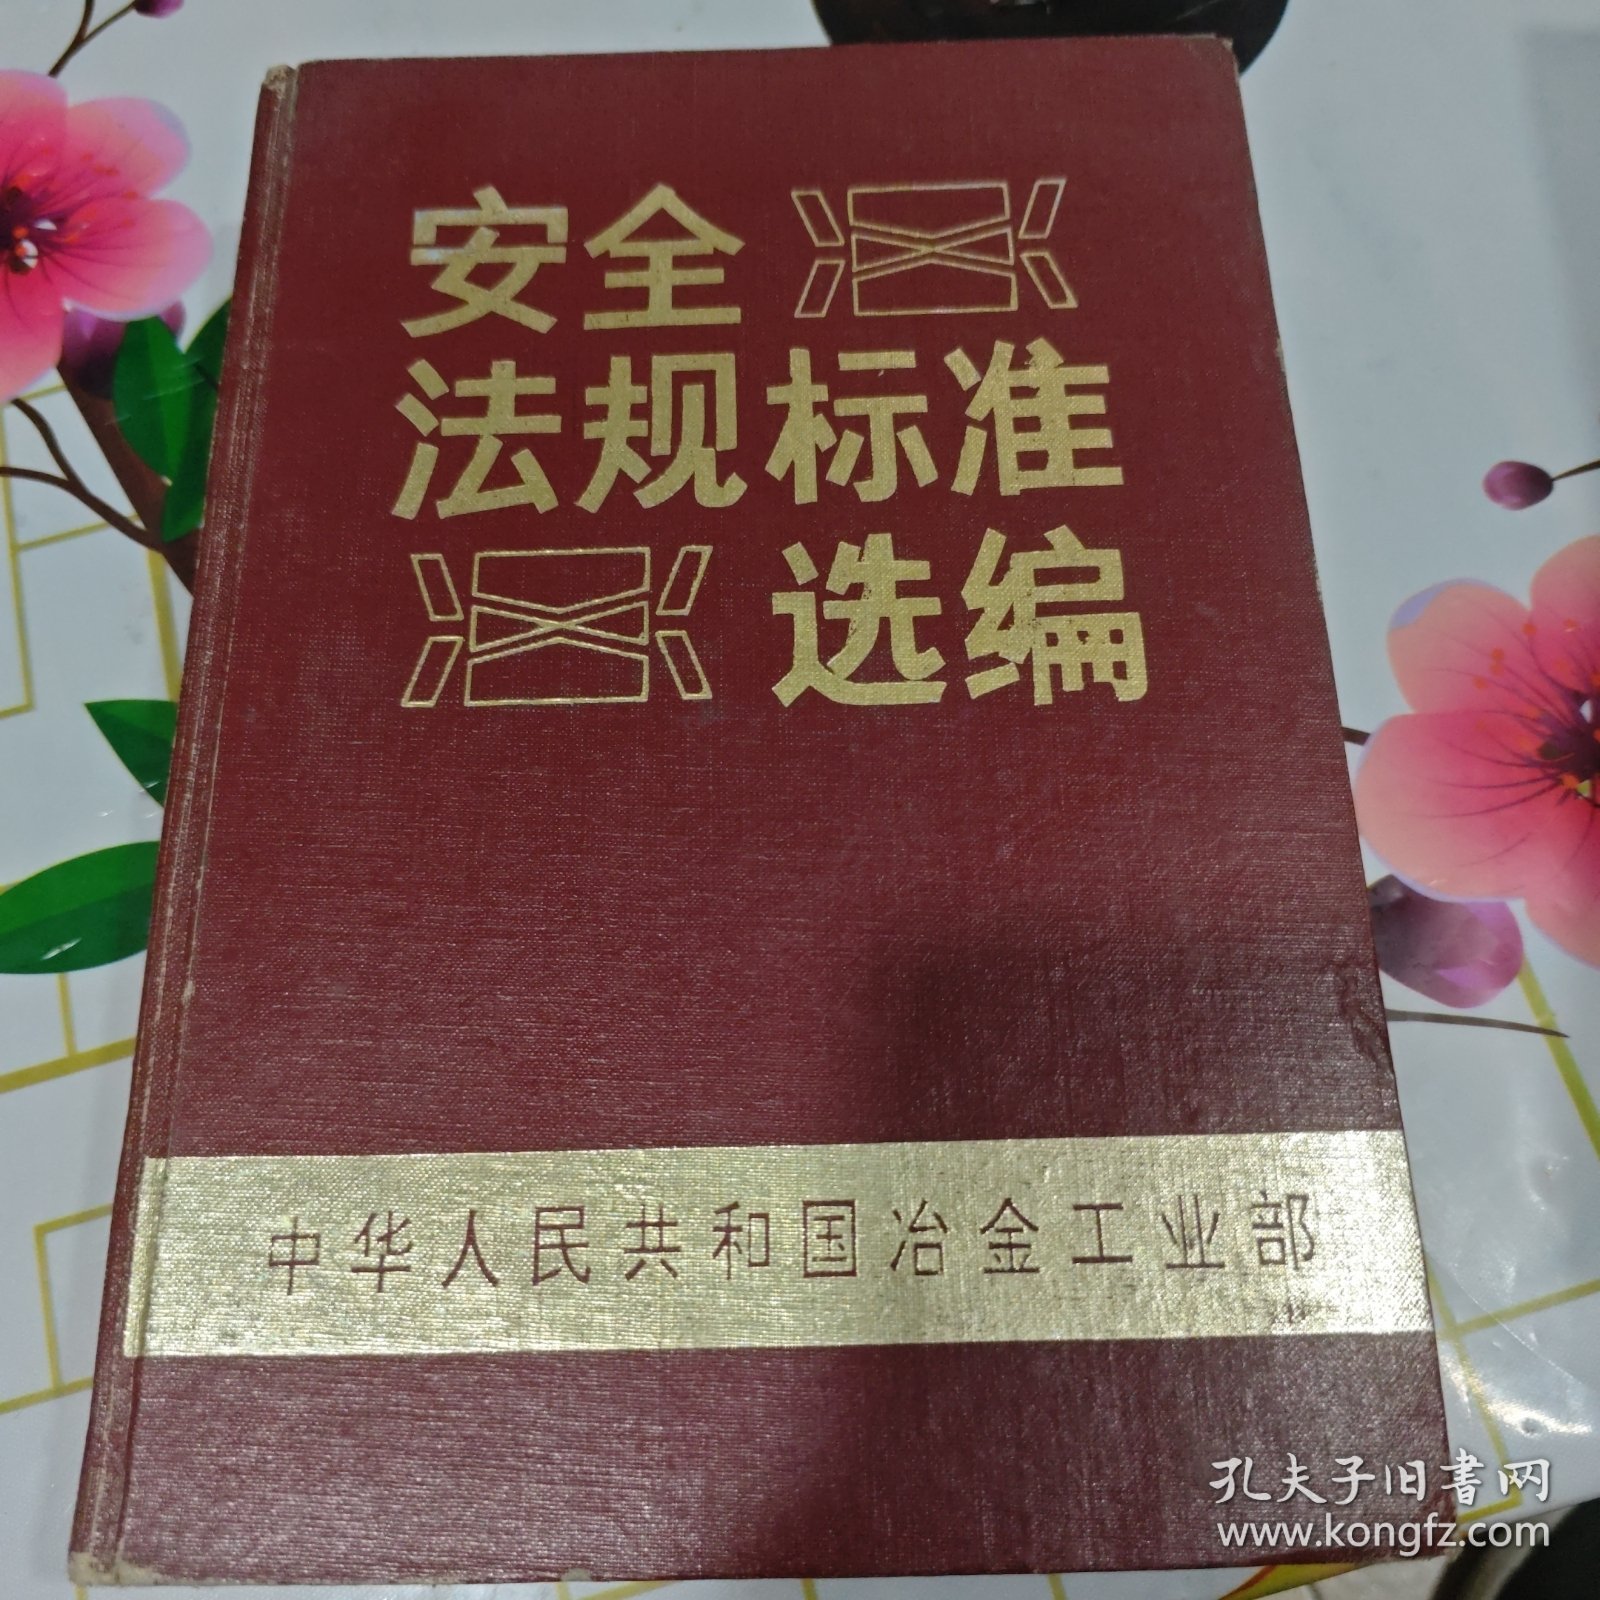 安全
法规标准
选编
中华人民共和国冶金工业部
孔夫子旧书网
www.kongfz.com